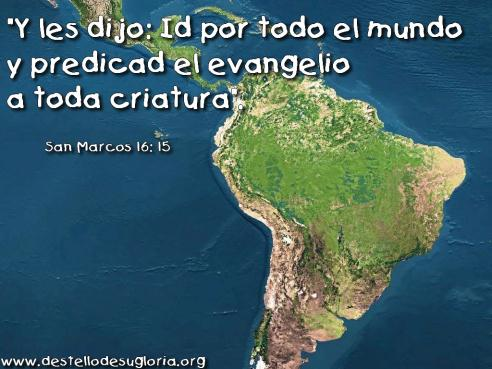 "Y les dijo: Id por todo el mundo
y predicad el evangelio
a toda criatura".
San Marcos 16: 15
www.destellodesugloria.org